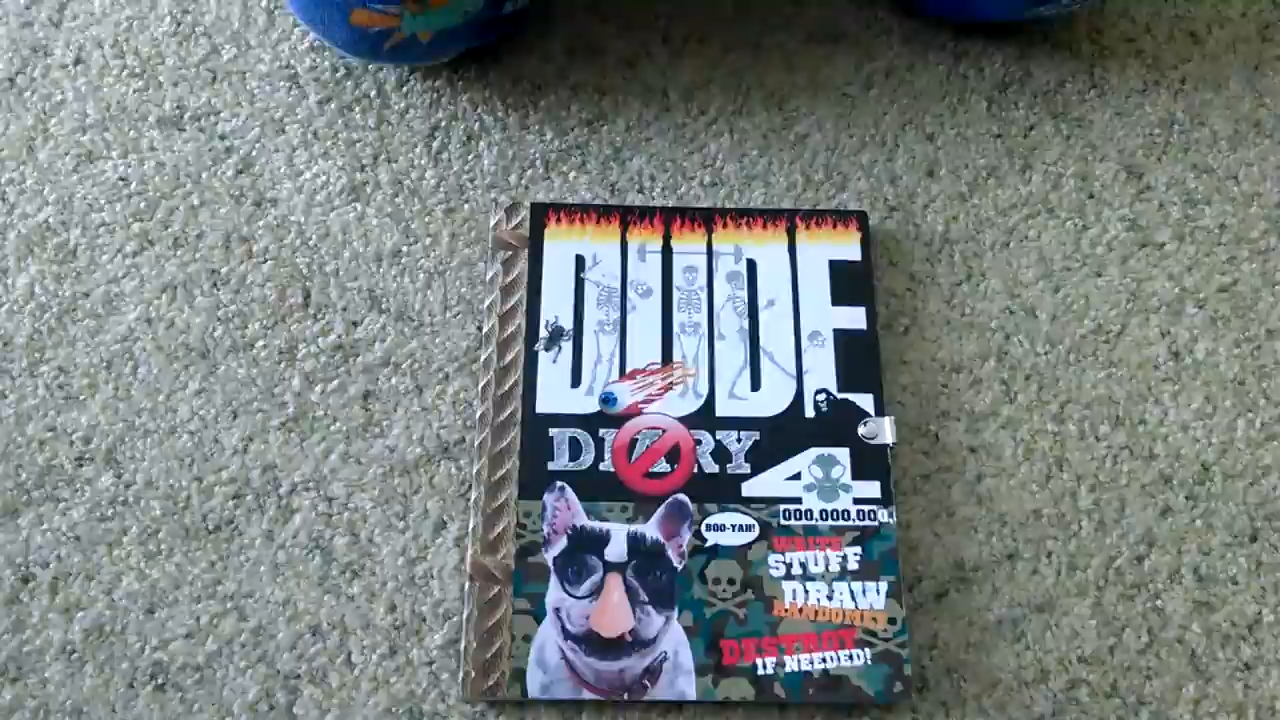 DUDE
DIARY
4
000,000,000,
BOO-YAH!
WRITE
STUFF
DRAW
RANDOMLY
DESTROY
IF NEEDED!